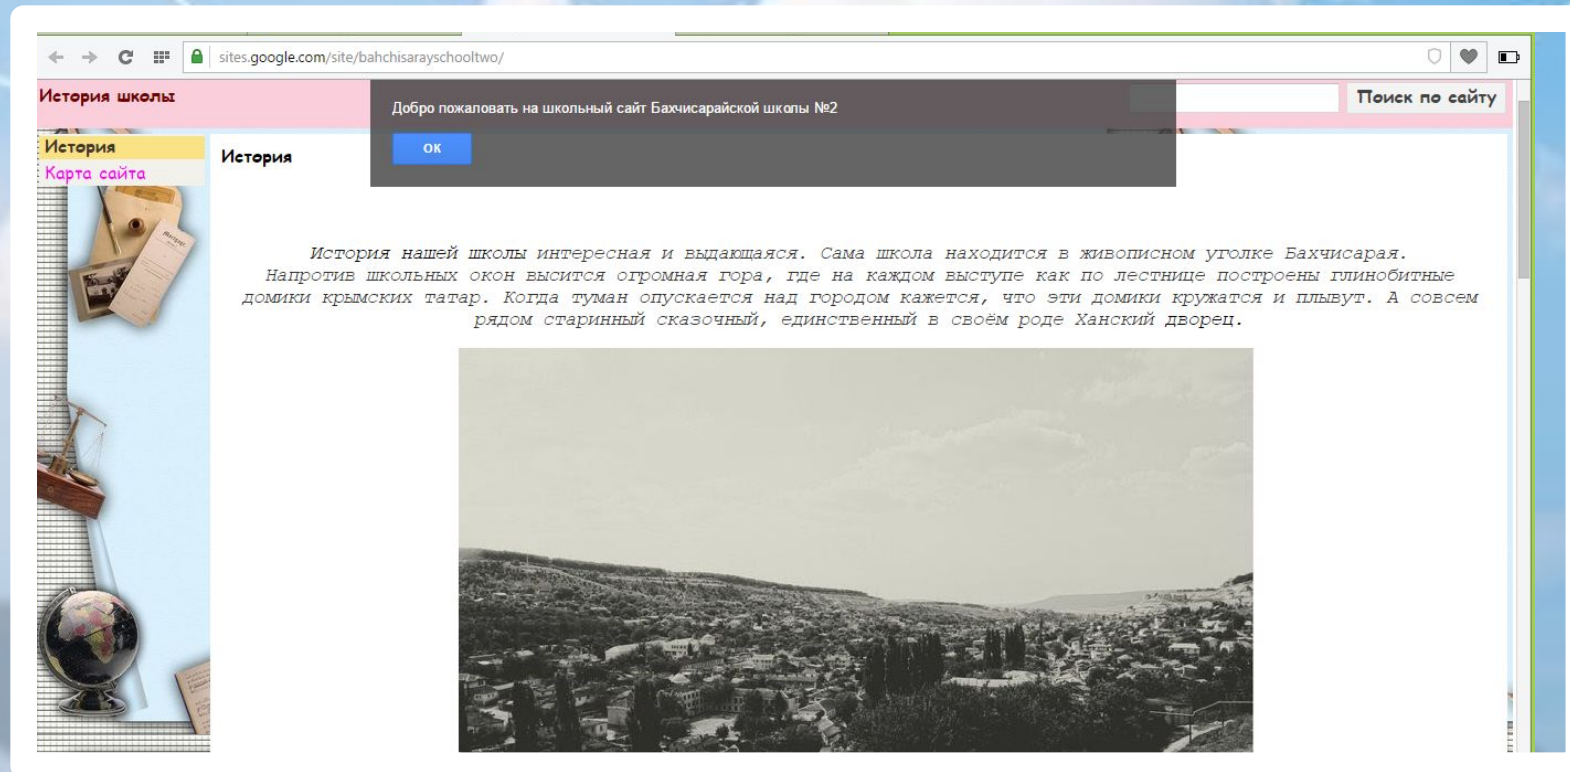 sites.google.com/site/bahchisarayschooltwo/
История школы
Добро пожаловать на школьный сайт Бахчисарайской школы №2
Поиск по сайту
ОК
История
Карта сайта
История
История нашей школы интересная и выдающаяся. Сама школа находится в живописном уголке Бахчисарая.
Напротив школьных окон высится огромная гора, где на каждом выступе как по лестнице построены глинобитные
домики крымских татар. Когда туман опускается над городом кажется, что эти домики кружатся и плывут. А совсем
рядом старинный сказочный, единственный в своём роде Ханский дворец.